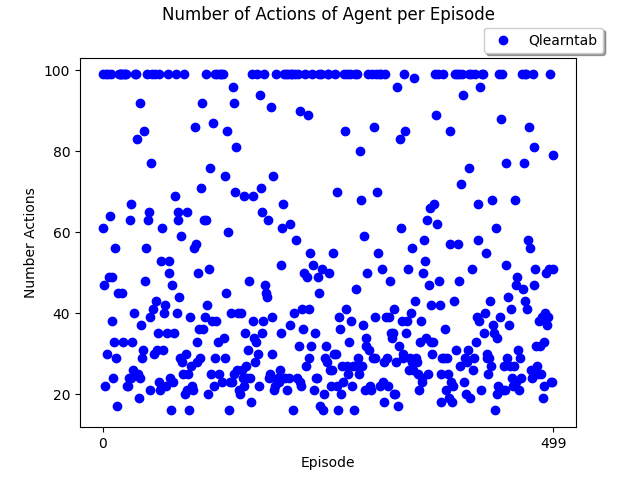 Number of Actions of Agent per Episode
Qlearntab
100
80
60
40
20
Number Actions
0
499
Episode